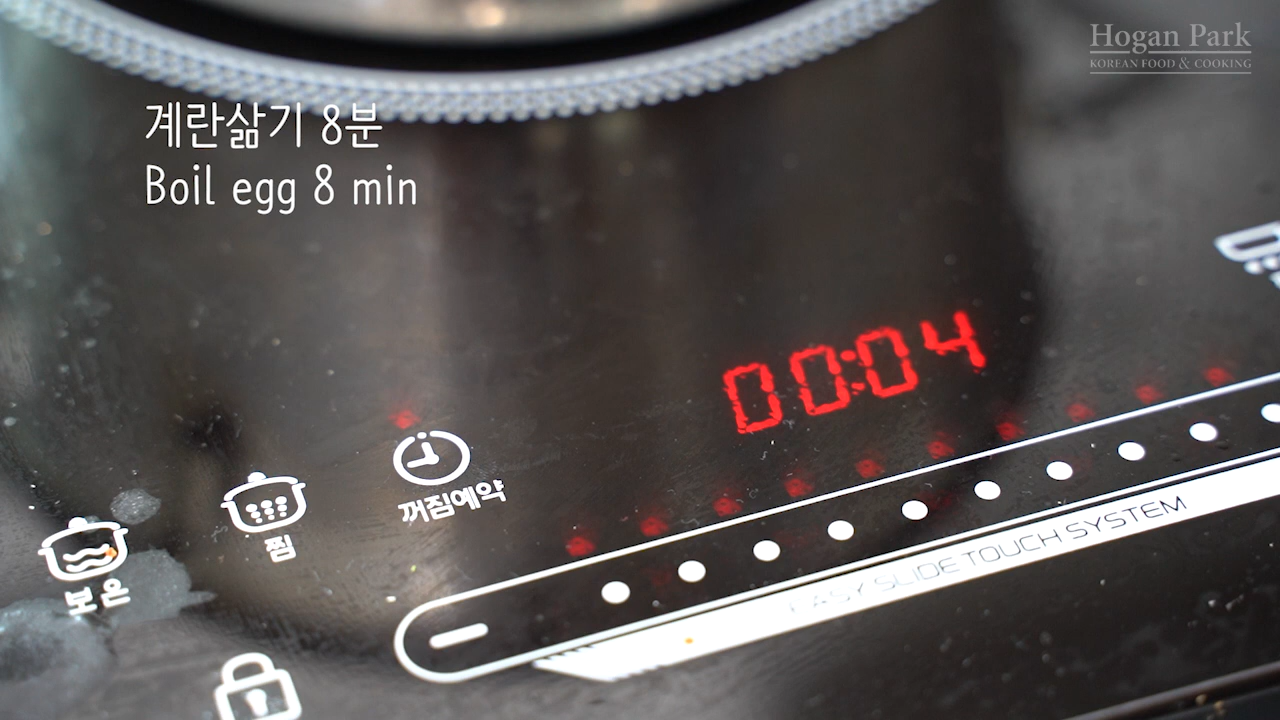 Hogan Park
KOREAN FOOD & COOKING
계란삶기 8분
Boil egg 8 min
00:04
꺼짐예약
찜
보온
EASY SLIDE TOUCH SYSTEM